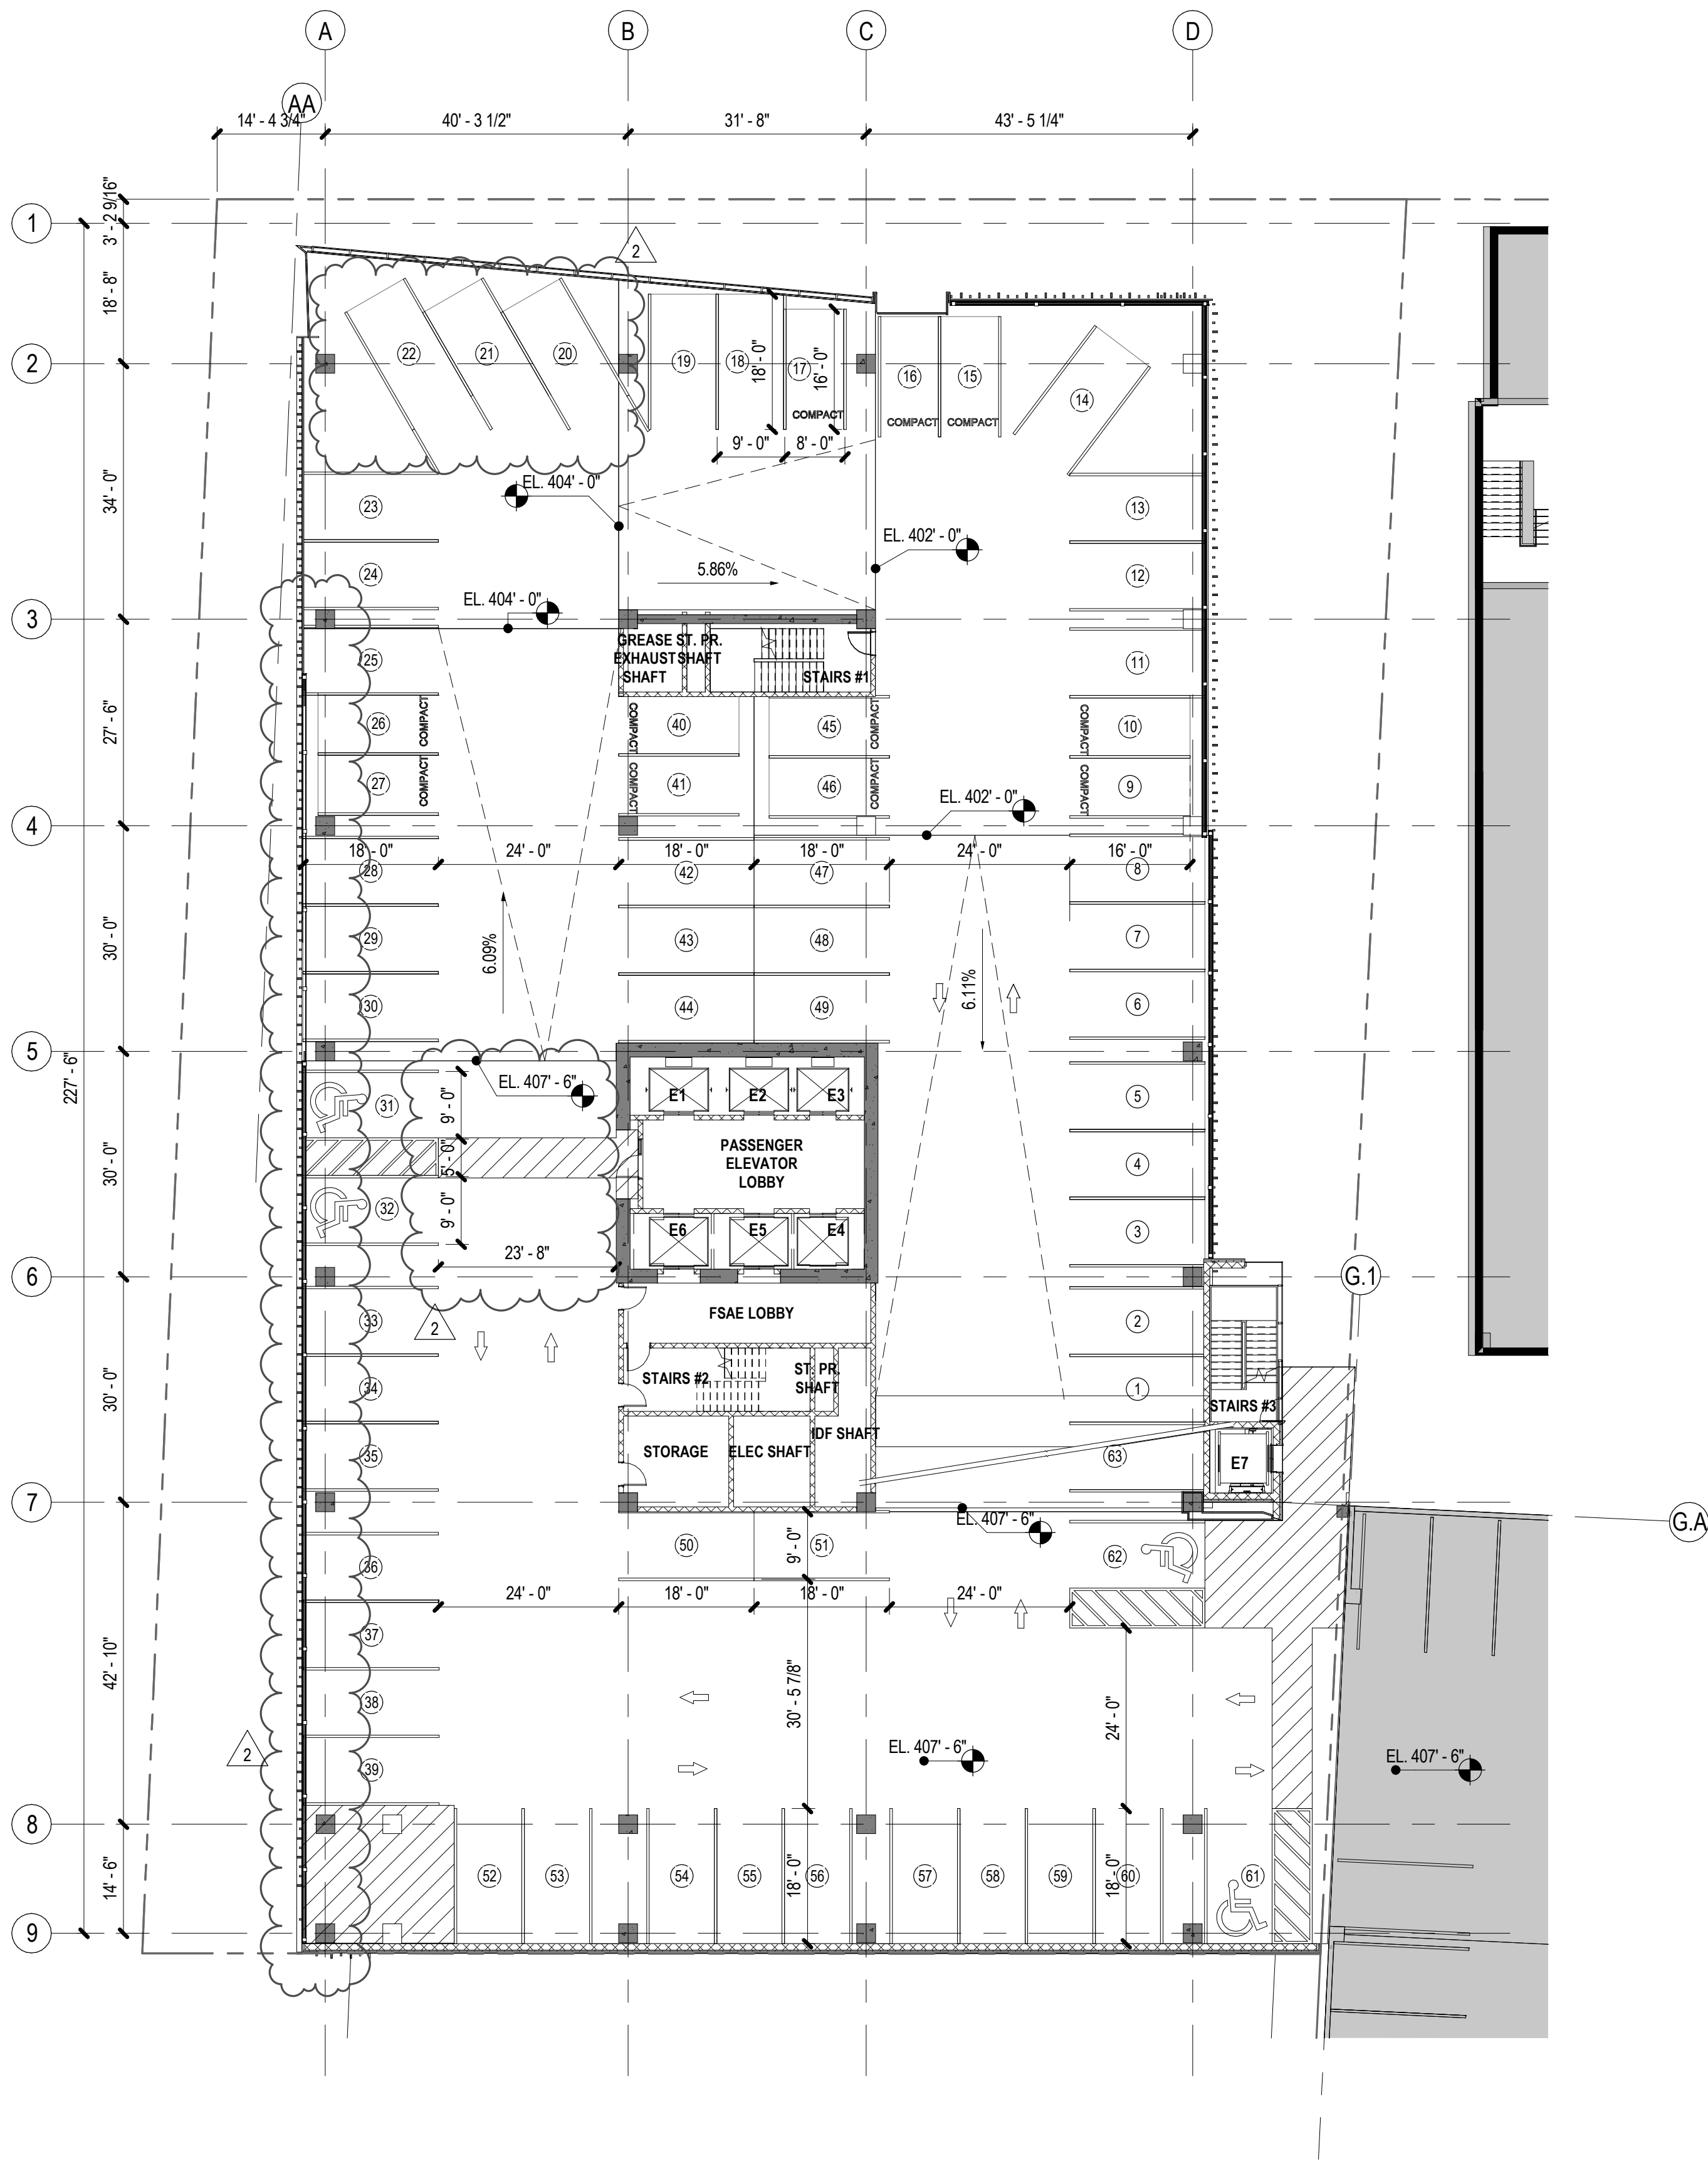 A
B
C
D
AA
14' - 4 3/4"
40' - 3 1/2"
31' - 8"
43' - 5 1/4"
3' - 2 9/16"
1
2
18' - 8"
2
22
21
20
19
18
17
16
15
14
18' - 0"
16' - 0"
COMPACT
COMPACT
COMPACT
9' - 0"
8' - 0"
34' - 0"
EL. 404' - 0"
23
13
EL. 402' - 0"
24
5.86%
12
EL. 404' - 0"
3
GREASE
EXHAUST
SHAFT
ST. PR.
SHAFT
STAIRS #1
25
11
27' - 6"
26
COMPACT
COMPACT
40
45
COMPACT
COMPACT
10
27
COMPACT
COMPACT
41
46
COMPACT
COMPACT
9
EL. 402' - 0"
4
18' - 0"
24' - 0"
18' - 0"
18' - 0"
24' - 0"
16' - 0"
28
42
47
8
30' - 0"
29
6.09%
43
48
6.11%
7
30
44
49
6
5
227' - 6"
EL. 407' - 6"
E1
E2
E3
31
9' - 0"
5
PASSENGER
ELEVATOR
LOBBY
30' - 0"
5' - 0"
4
32
9' - 0"
E6
E5
E4
3
23' - 8"
6
G.1
2
33
FSAE LOBBY
2
30' - 0"
34
STAIRS #2
ST. PR.
SHAFT
1
STAIRS #3
35
STORAGE
ELEC SHAFT
IDF SHAFT
63
E7
7
EL. 407' - 6"
G.A
36
50
9' - 0"
51
62
24' - 0"
18' - 0"
18' - 0"
24' - 0"
37
42' - 10"
38
30' - 5 7/8"
24' - 0"
2
39
EL. 407' - 6"
EL. 407' - 6"
8
14' - 6"
52
53
54
55
18' - 0"
56
57
58
59
18' - 0"
60
61
9